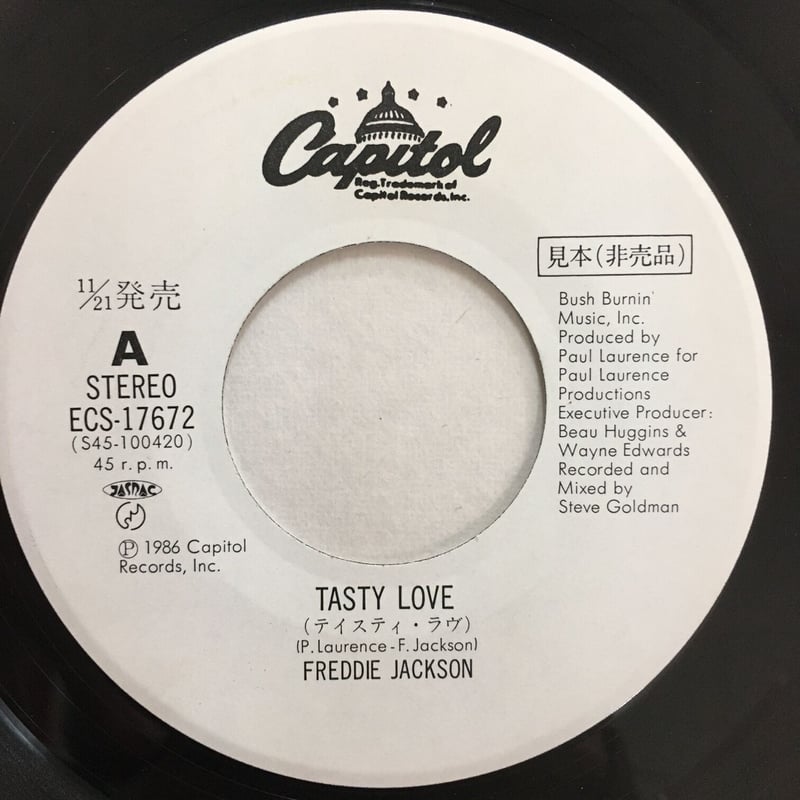 Capitol
Reg. Trademark of
Capitol Records, Inc.
見本(非売品)
11/21発売
A
STEREO
ECS-17672
(S45-100420)
45 r.p.m.
JASRAC
℗ 1986 Capitol
Records, Inc.
Bush Burnin'
Music, Inc.
Produced by
Paul Laurence for
Paul Laurence
Productions
Executive Producer:
Beau Huggins &
Wayne Edwards
Recorded and
Mixed by
Steve Goldman
TASTY LOVE
(テイスティ・ラヴ)
(P. Laurence-F. Jackson)
FREDDIE JACKSON